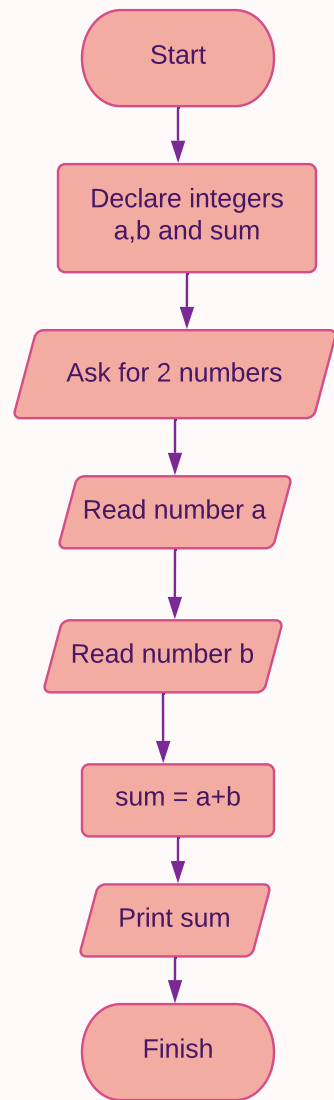 Start
Declare integers
a,b and sum
Ask for 2 numbers
Read number a
Read number b
sum = a+b
Print sum
Finish